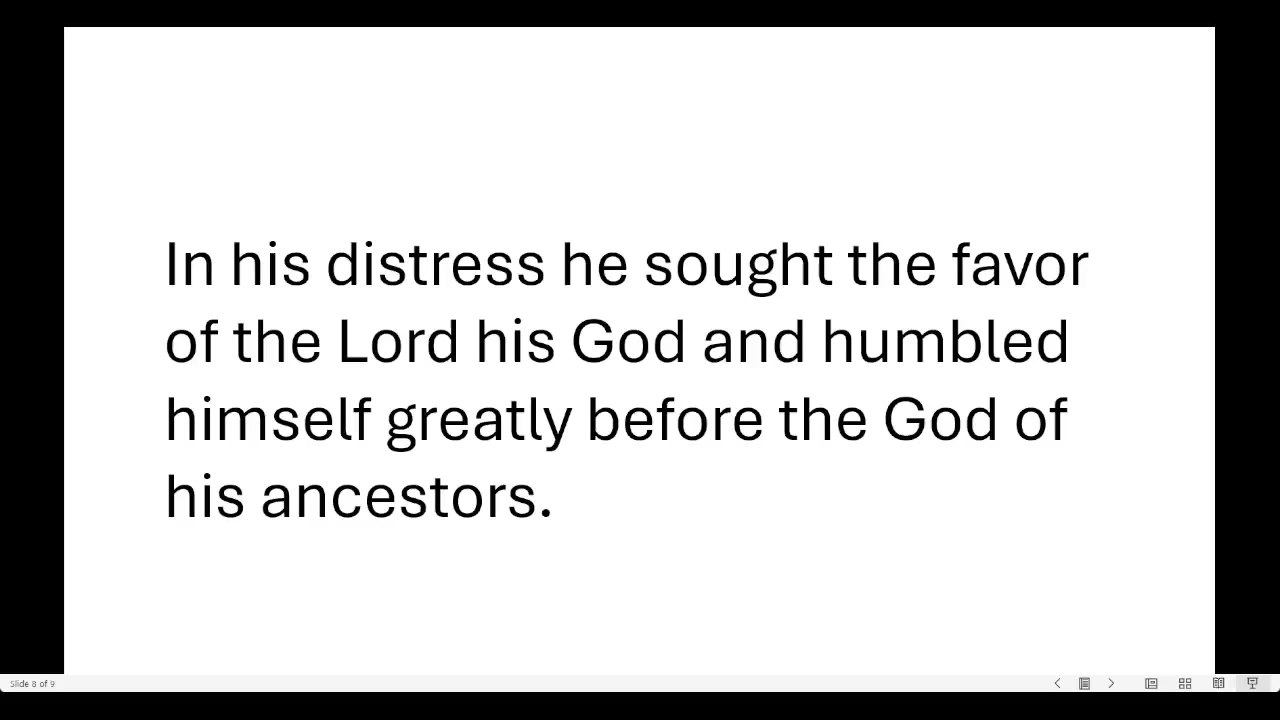 In his distress he sought the favor
of the Lord his God and humbled
himself greatly before the God of
his ancestors.
Slide 8 of 9